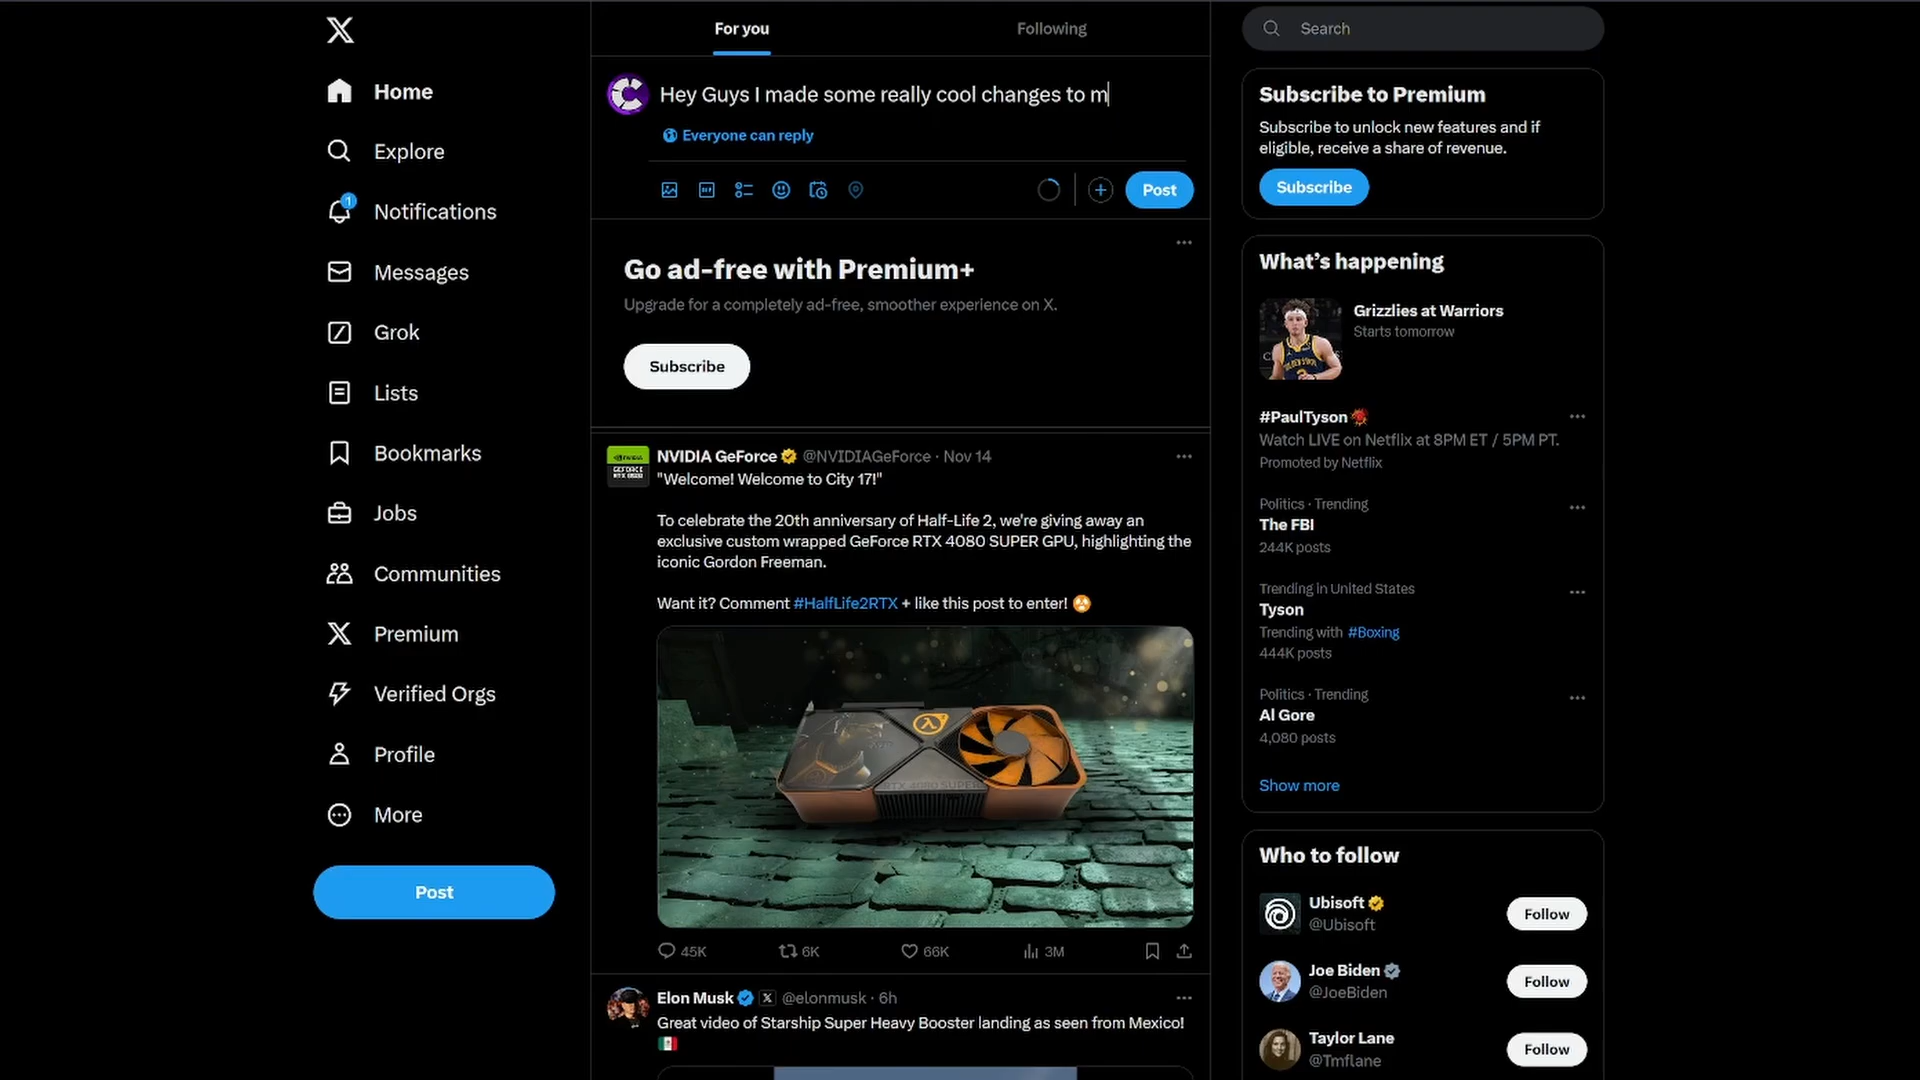 Home
Explore
1
Notifications
Messages
Grok
Lists
Bookmarks
Jobs
Communities
Premium
Verified Orgs
Profile
More
Post
For you
Following
Hey Guys I made some really cool changes to m
Everyone can reply
Post
Go ad-free with Premium+
Upgrade for a completely ad-free, smoother experience on X.
Subscribe
NVIDIA GeForce @NVIDIAGeForce · Nov 14
"Welcome! Welcome to City 17!"
To celebrate the 20th anniversary of Half-Life 2, we're giving away an
exclusive custom wrapped GeForce RTX 4080 SUPER GPU, highlighting the
iconic Gordon Freeman.
Want it? Comment #HalfLife2RTX + like this post to enter!
RTX 4080 SUPER
45K
6K
66K
3M
Elon Musk @elonmusk · 6h
Great video of Starship Super Heavy Booster landing as seen from Mexico!
Search
Subscribe to Premium
Subscribe to unlock new features and if
eligible, receive a share of revenue.
Subscribe
What's happening
Grizzlies at Warriors
Starts tomorrow
#PaulTyson
Watch LIVE on Netflix at 8PM ET / 5PM PT.
Promoted by Netflix
Politics · Trending
The FBI
244K posts
Trending in United States
Tyson
Trending with #Boxing
444K posts
Politics · Trending
Al Gore
4,080 posts
Show more
Who to follow
Ubisoft
@Ubisoft
Follow
Joe Biden
@JoeBiden
Follow
Taylor Lane
@Tmflane
Follow